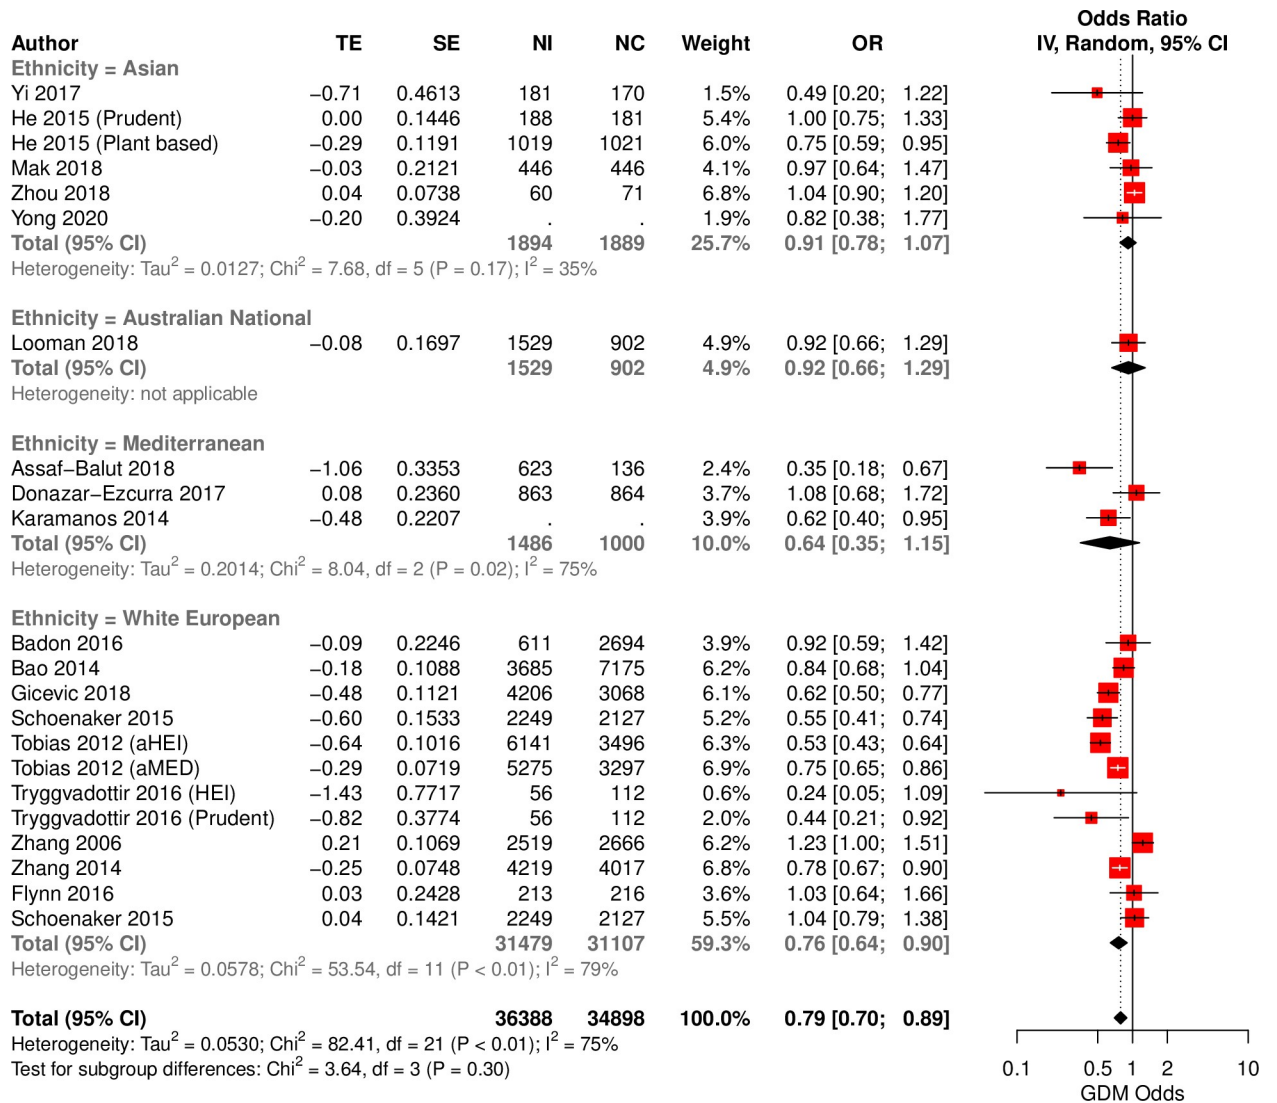 Odds Ratio
Author TE SE NI NC Weight OR IV, Random, 95% CI
Ethnicity = Asian
Yi 2017 −0.71 0.4613 181 170 1.5% 0.49 [0.20; 1.22]
He 2015 (Prudent) 0.00 0.1446 188 181 5.4% 1.00 [0.75; 1.33]
He 2015 (Plant based) −0.29 0.1191 1019 1021 6.0% 0.75 [0.59; 0.95]
Mak 2018 −0.03 0.2121 446 446 4.1% 0.97 [0.64; 1.47]
Zhou 2018 0.04 0.0738 60 71 6.8% 1.04 [0.90; 1.20]
Yong 2020 −0.20 0.3924 . . 1.9% 0.82 [0.38; 1.77]
Total (95% CI) 1894 1889 25.7% 0.91 [0.78; 1.07]
Heterogeneity: Tau² = 0.0127; Chi² = 7.68, df = 5 (P = 0.17); I² = 35%
Ethnicity = Australian National
Looman 2018 −0.08 0.1697 1529 902 4.9% 0.92 [0.66; 1.29]
Total (95% CI) 1529 902 4.9% 0.92 [0.66; 1.29]
Heterogeneity: not applicable
Ethnicity = Mediterranean
Assaf−Balut 2018 −1.06 0.3353 623 136 2.4% 0.35 [0.18; 0.67]
Donazar−Ezcurra 2017 0.08 0.2360 863 864 3.7% 1.08 [0.68; 1.72]
Karamanos 2014 −0.48 0.2207 . . 3.9% 0.62 [0.40; 0.95]
Total (95% CI) 1486 1000 10.0% 0.64 [0.35; 1.15]
Heterogeneity: Tau² = 0.2014; Chi² = 8.04, df = 2 (P = 0.02); I² = 75%
Ethnicity = White European
Badon 2016 −0.09 0.2246 611 2694 3.9% 0.92 [0.59; 1.42]
Bao 2014 −0.18 0.1088 3685 7175 6.2% 0.84 [0.68; 1.04]
Gicevic 2018 −0.48 0.1121 4206 3068 6.1% 0.62 [0.50; 0.77]
Schoenaker 2015 −0.60 0.1533 2249 2127 5.2% 0.55 [0.41; 0.74]
Tobias 2012 (aHEI) −0.64 0.1016 6141 3496 6.3% 0.53 [0.43; 0.64]
Tobias 2012 (aMED) −0.29 0.0719 5275 3297 6.9% 0.75 [0.65; 0.86]
Tryggvadottir 2016 (HEI) −1.43 0.7717 56 112 0.6% 0.24 [0.05; 1.09]
Tryggvadottir 2016 (Prudent) −0.82 0.3774 56 112 2.0% 0.44 [0.21; 0.92]
Zhang 2006 0.21 0.1069 2519 2666 6.2% 1.23 [1.00; 1.51]
Zhang 2014 −0.25 0.0748 4219 4017 6.8% 0.78 [0.67; 0.90]
Flynn 2016 0.03 0.2428 213 216 3.6% 1.03 [0.64; 1.66]
Schoenaker 2015 0.04 0.1421 2249 2127 5.5% 1.04 [0.79; 1.38]
Total (95% CI) 31479 31107 59.3% 0.76 [0.64; 0.90]
Heterogeneity: Tau² = 0.0578; Chi² = 53.54, df = 11 (P < 0.01); I² = 79%
Total (95% CI) 36388 34898 100.0% 0.79 [0.70; 0.89]
Heterogeneity: Tau² = 0.0530; Chi² = 82.41, df = 21 (P < 0.01); I² = 75%
Test for subgroup differences: Chi² = 3.64, df = 3 (P = 0.30)
0.1 0.5 1 2 10
GDM Odds